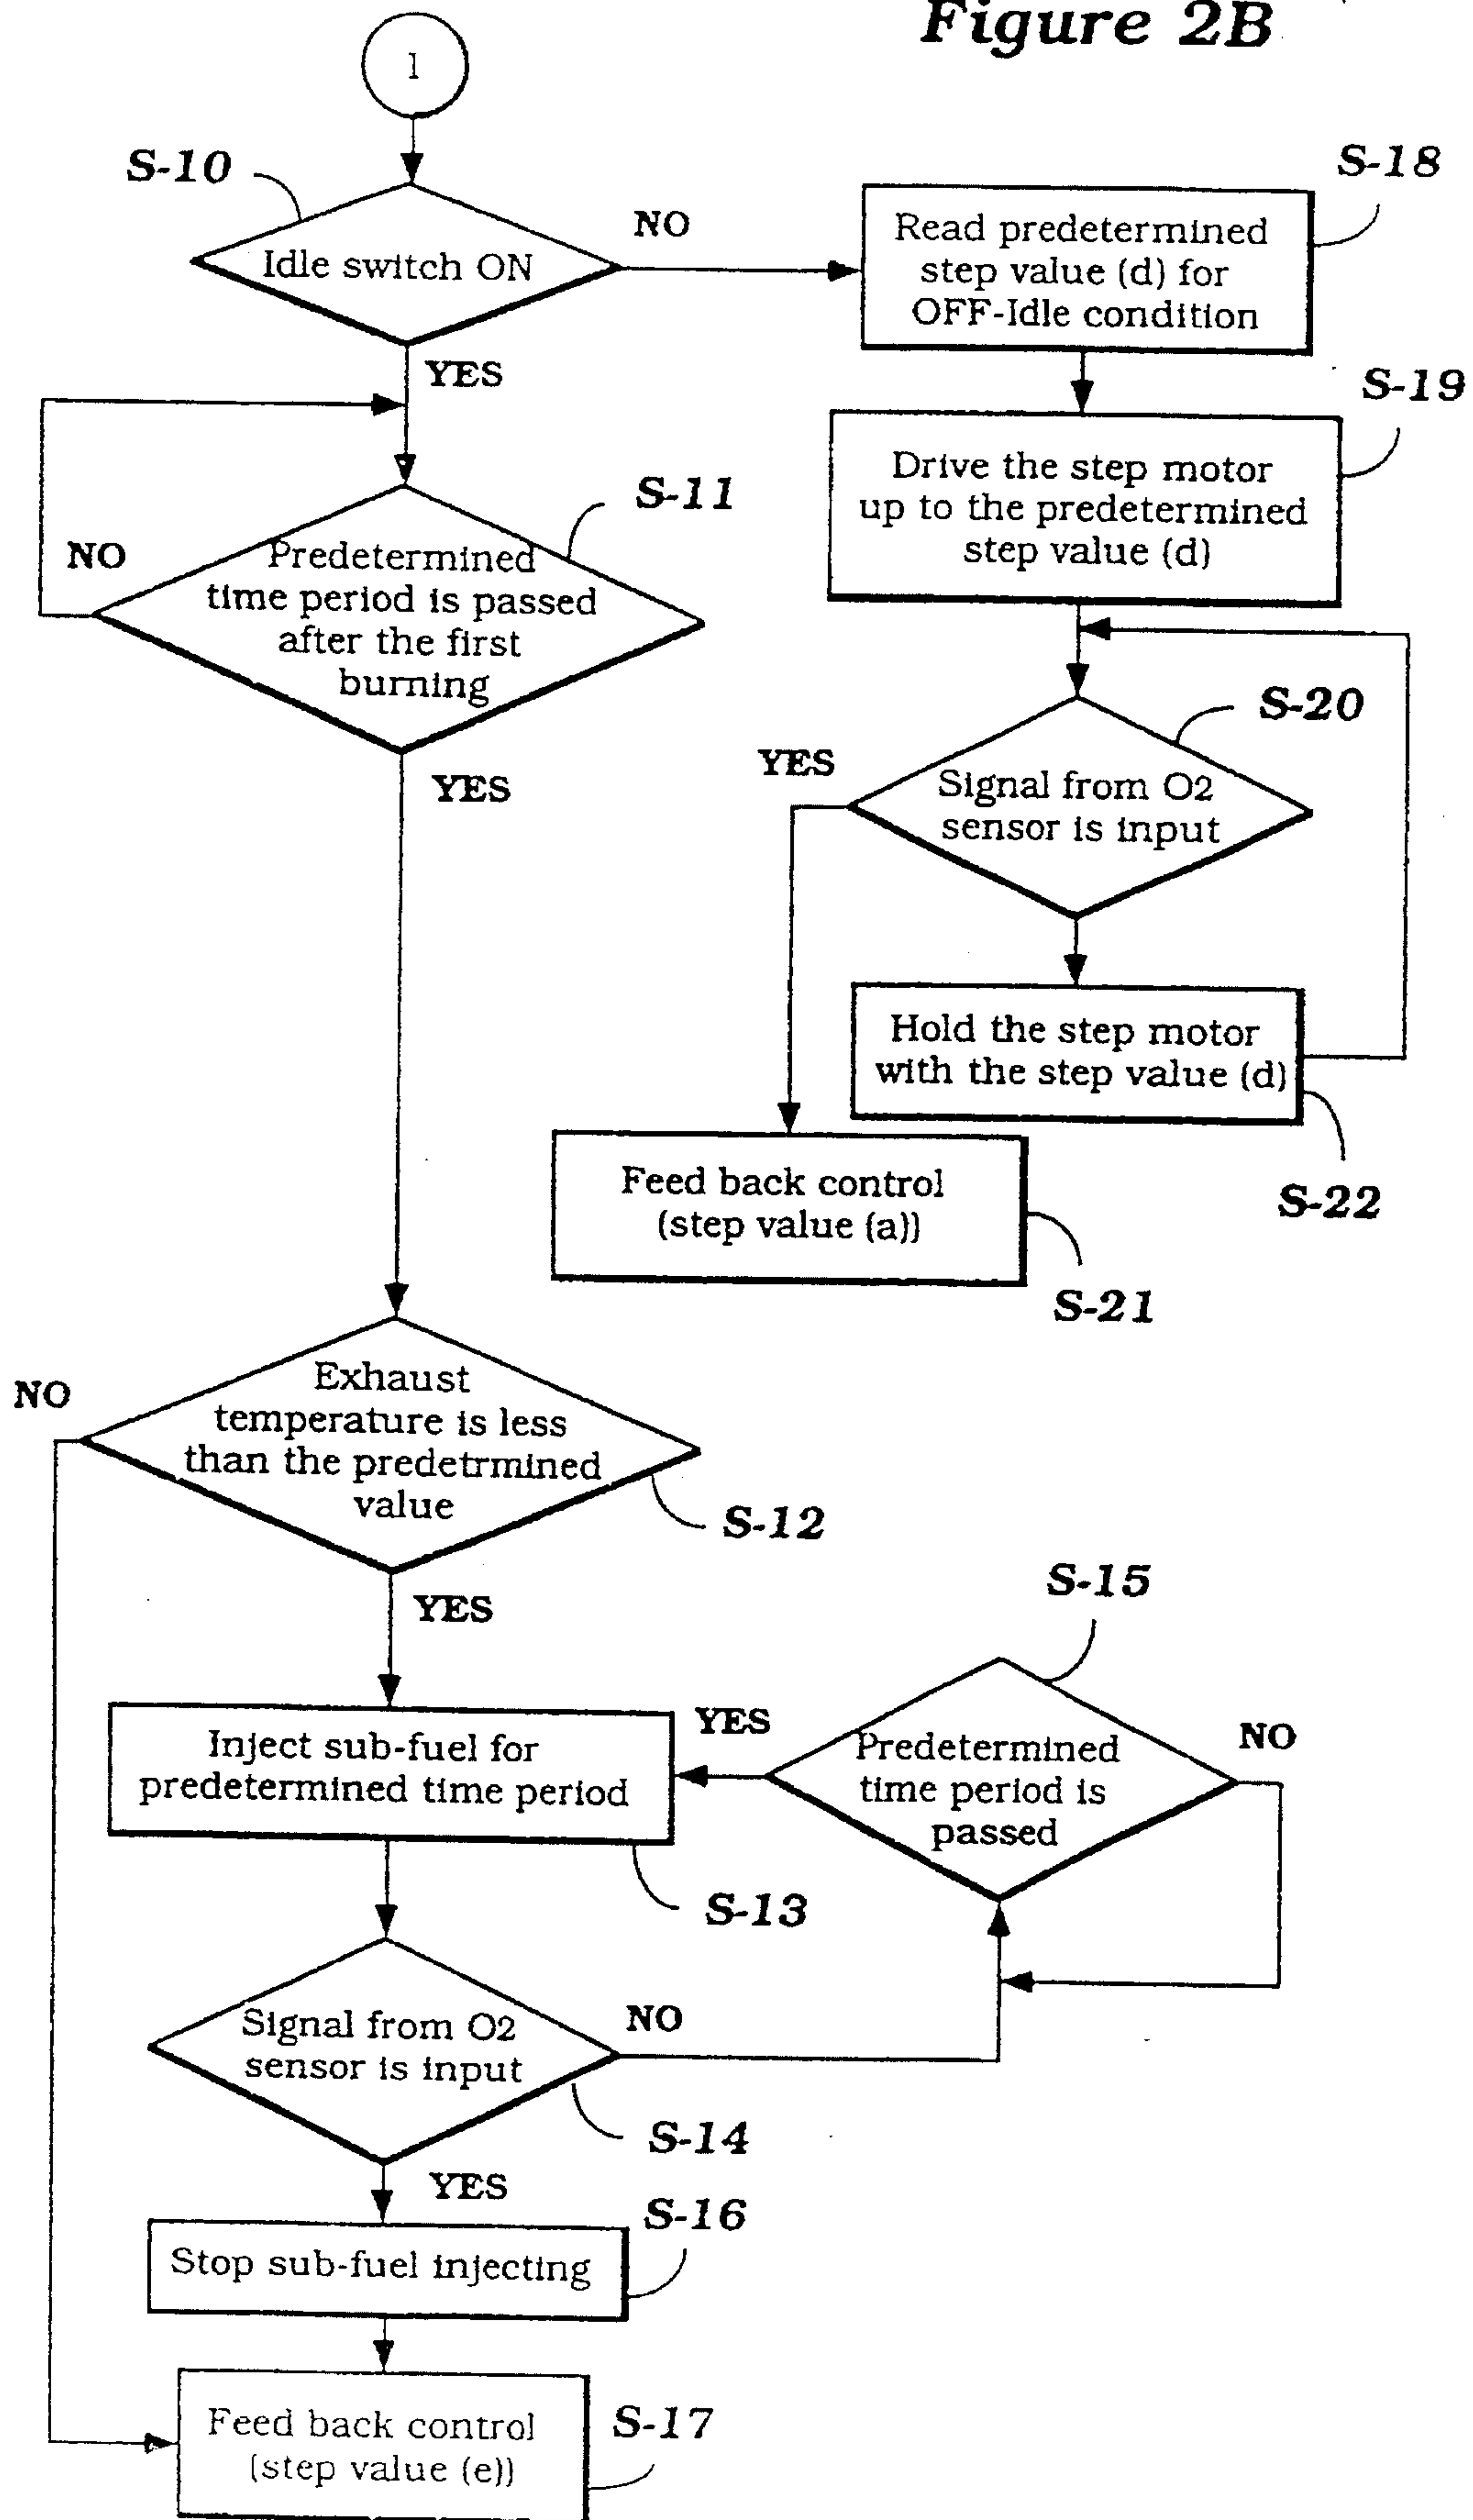 Figure 2B
1
S-10
Idle switch ON
NO
YES
S-18
Read predetermined
step value (d) for
OFF-Idle condition
S-19
Drive the step motor
up to the predetermined
step value (d)
S-11
NO
Predetermined
time period is passed
after the first
burning
YES
S-20
YES
Signal from O2
sensor is input
Hold the step motor
with the step value (d)
S-22
Feed back control
(step value (a))
S-21
NO
Exhaust
temperature is less
than the predetrmined
value
S-12
YES
S-15
Inject sub-fuel for
predetermined time period
YES
Predetermined
time period is
passed
NO
S-13
Signal from O2
sensor is input
NO
S-14
YES
S-16
Stop sub-fuel injecting
Feed back control
(step value (e))
S-17